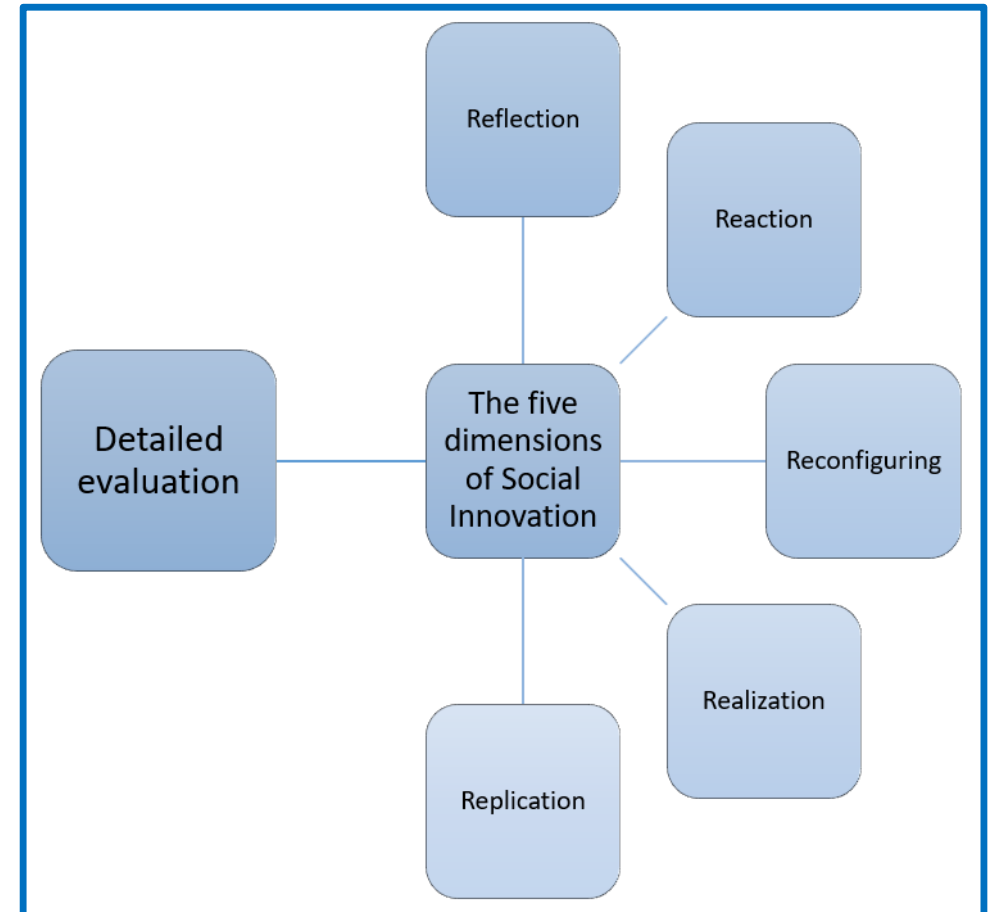 Reflection
Reaction
Detailed
evaluation
The five
dimensions
of Social
Innovation
Reconfiguring
Realization
Replication